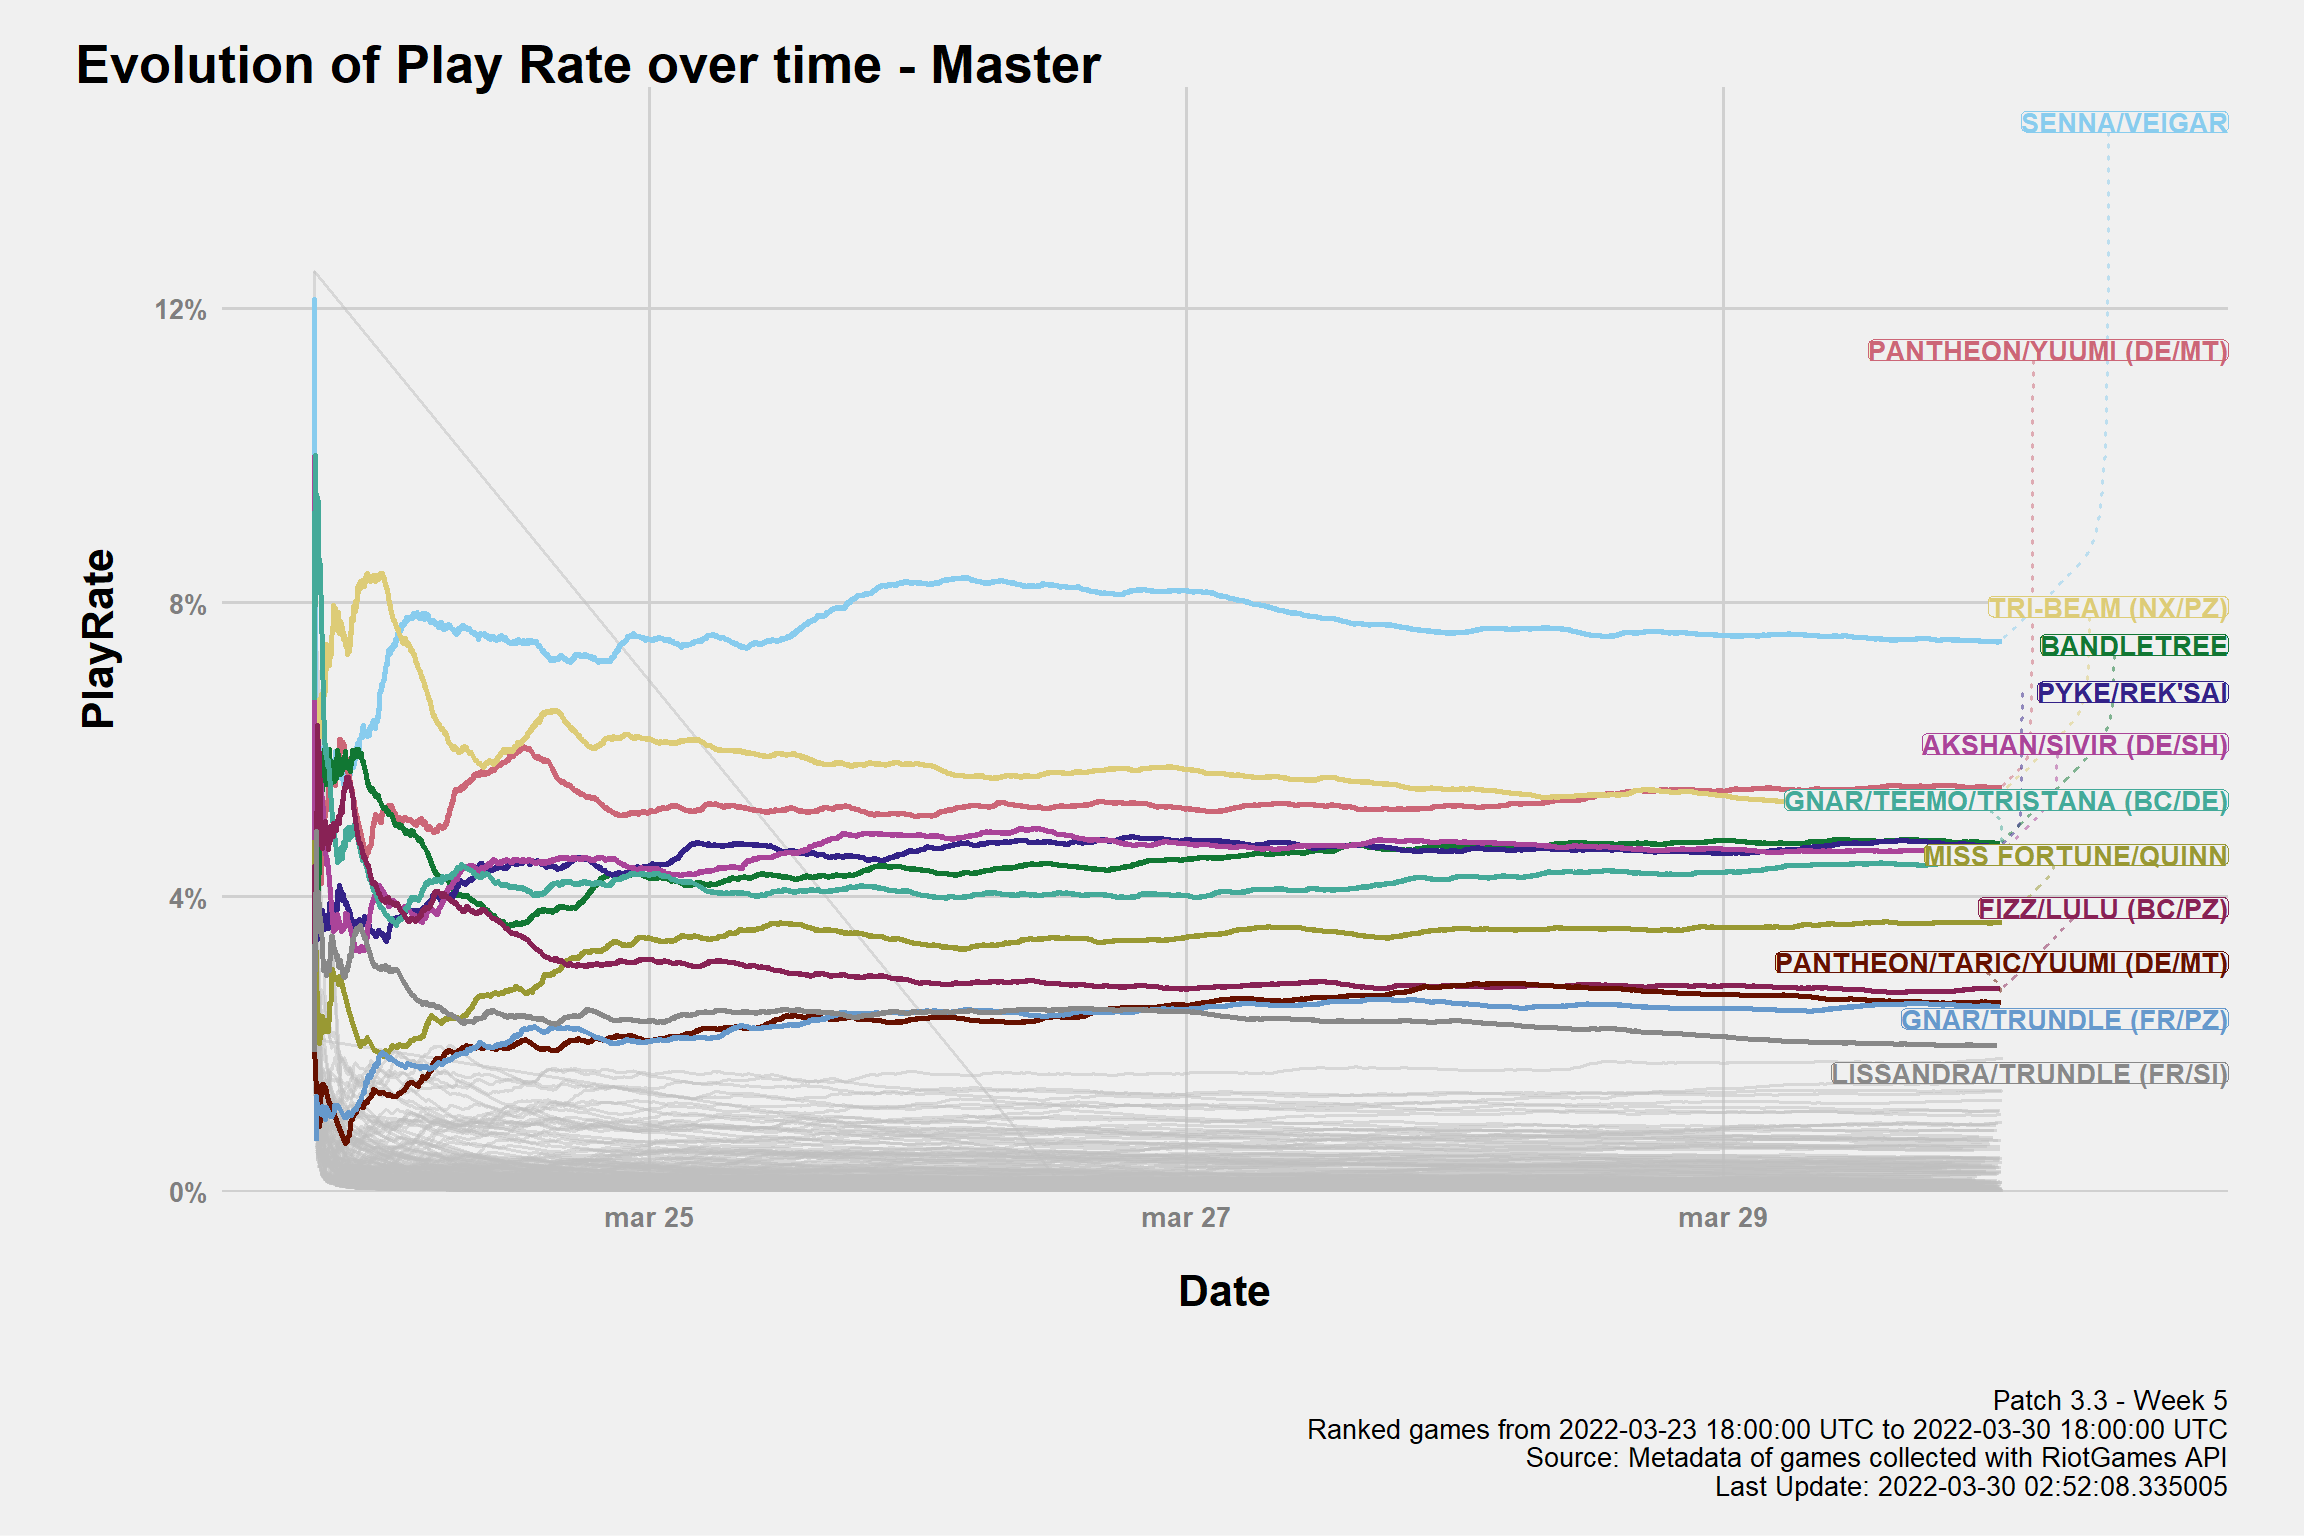 Evolution of Play Rate over time - Master
SENNA/VEIGAR
12%
PANTHEON/YUUMI (DE/MT)
8%
TRI-BEAM (NX/PZ)
BANDLETREE
PlayRate
PYKE/REK'SAI
AKSHAN/SIVIR (DE/SH)
GNAR/TEEMO/TRISTANA (BC/DE)
MISS FORTUNE/QUINN
4%
FIZZ/LULU (BC/PZ)
PANTHEON/TARIC/YUUMI (DE/MT)
GNAR/TRUNDLE (FR/PZ)
LISSANDRA/TRUNDLE (FR/SI)
0%
mar 25
mar 27
mar 29
Date
Patch 3.3 - Week 5
Ranked games from 2022-03-23 18:00:00 UTC to 2022-03-30 18:00:00 UTC
Source: Metadata of games collected with RiotGames API
Last Update: 2022-03-30 02:52:08.335005